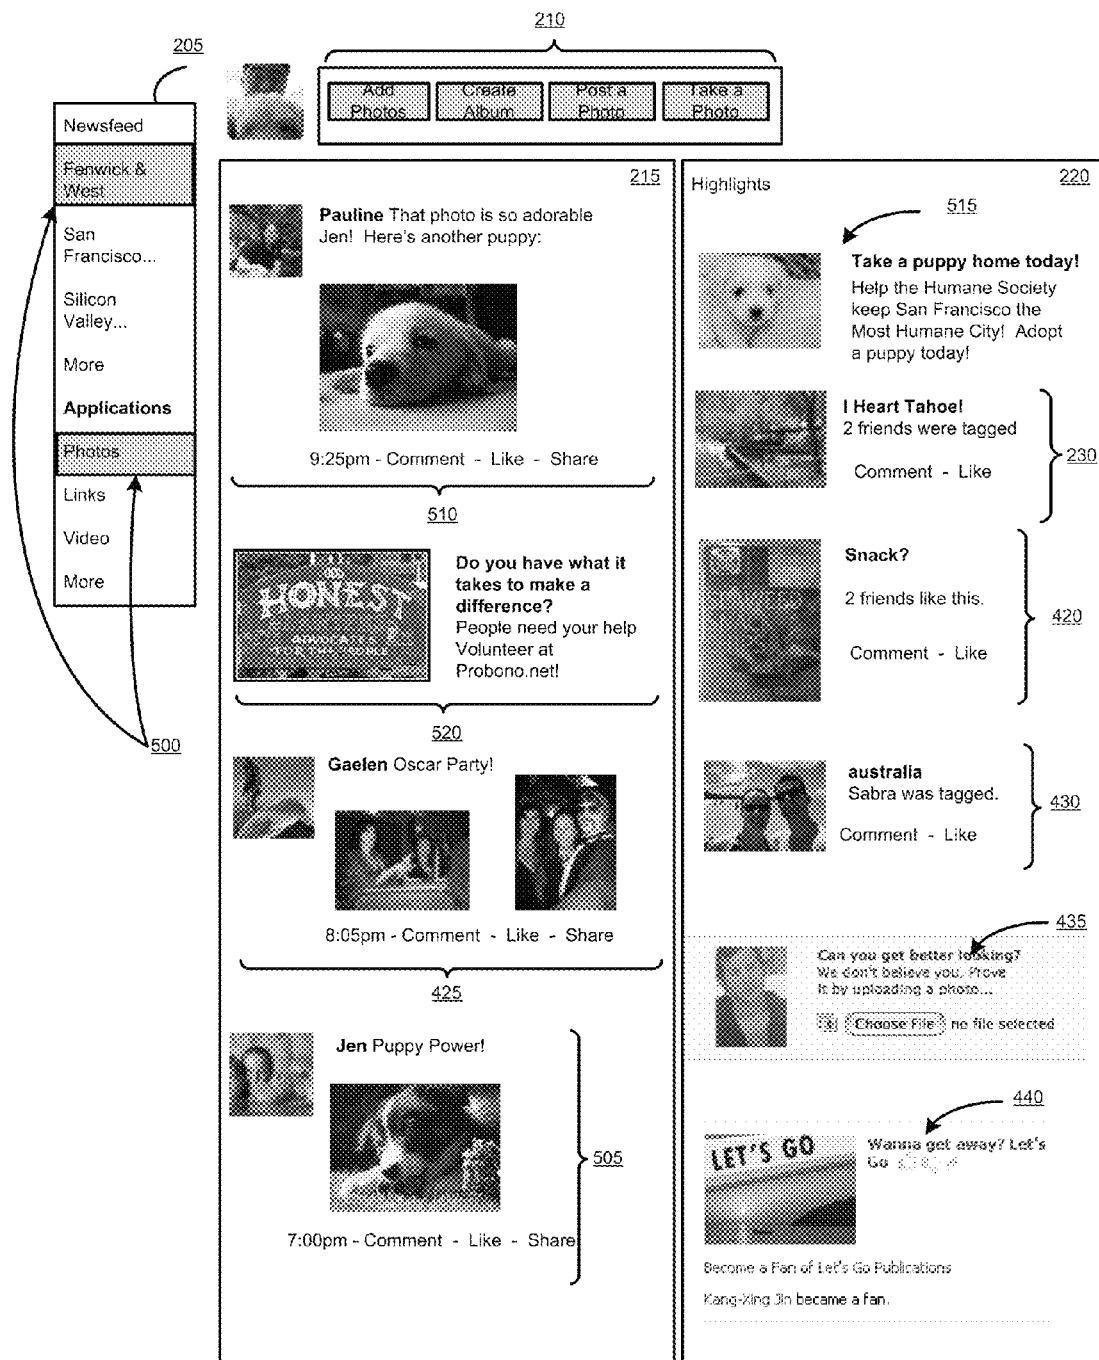 210
205
Add Photos
Create Album
Post a Photo
Take a Photo
Newsfeed
Fenwick &
West
San
Francisco...
Silicon
Valley...
More
Applications
Photos
Links
Video
More
500
215
Pauline That photo is so adorable
Jen! Here's another puppy:
9:25pm - Comment - Like - Share
510
HONEST
ADVOCATES
FOR THE PEOPLE
Do you have what it
takes to make a
difference?
People need your help
Volunteer at
Probono.net!
520
Gaelen Oscar Party!
8:05pm - Comment - Like - Share
425
Jen Puppy Power!
505
7:00pm - Comment - Like - Share
220
Highlights
515
Take a puppy home today!
Help the Humane Society
keep San Francisco the
Most Humane City! Adopt
a puppy today!
I Heart Tahoe!
2 friends were tagged
Comment - Like
230
Snack?
2 friends like this.
Comment - Like
420
australia
Sabra was tagged.
Comment - Like
430
435
Can you get better looking?
We don't believe you. Prove
it by uploading a photo...
Choose File no file selected
440
LET'S GO
Wanna get away? Let's
Go
Become a Fan of Let's Go Publications
Kang-Xing Jin became a fan.